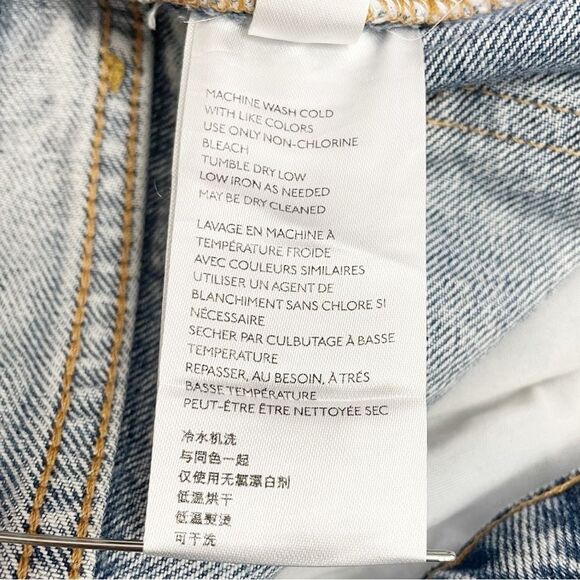 MACHINE WASH COLD
WITH LIKE COLORS
USE ONLY NON-CHLORINE
BLEACH
TUMBLE DRY LOW
LOW IRON AS NEEDED
MAY BE DRY CLEANED
LAVAGE EN MACHINE À
TEMPÉRATURE FROIDE
AVEC COULEURS SIMILAIRES
UTILISER UN AGENT DE
BLANCHIMENT SANS CHLORE SI
NÉCESSAIRE
SECHER PAR CULBUTAGE À BASSE
TEMPERATURE
REPASSER, AU BESOIN, À TRÉS
BASSE TEMPÉRATURE
PEUT-ÊTRE ÊTRE NETTOYÉE SEC
冷水机洗
与同色一起
仅使用无氯漂白剂
低温烘干
低温熨烫
可干洗